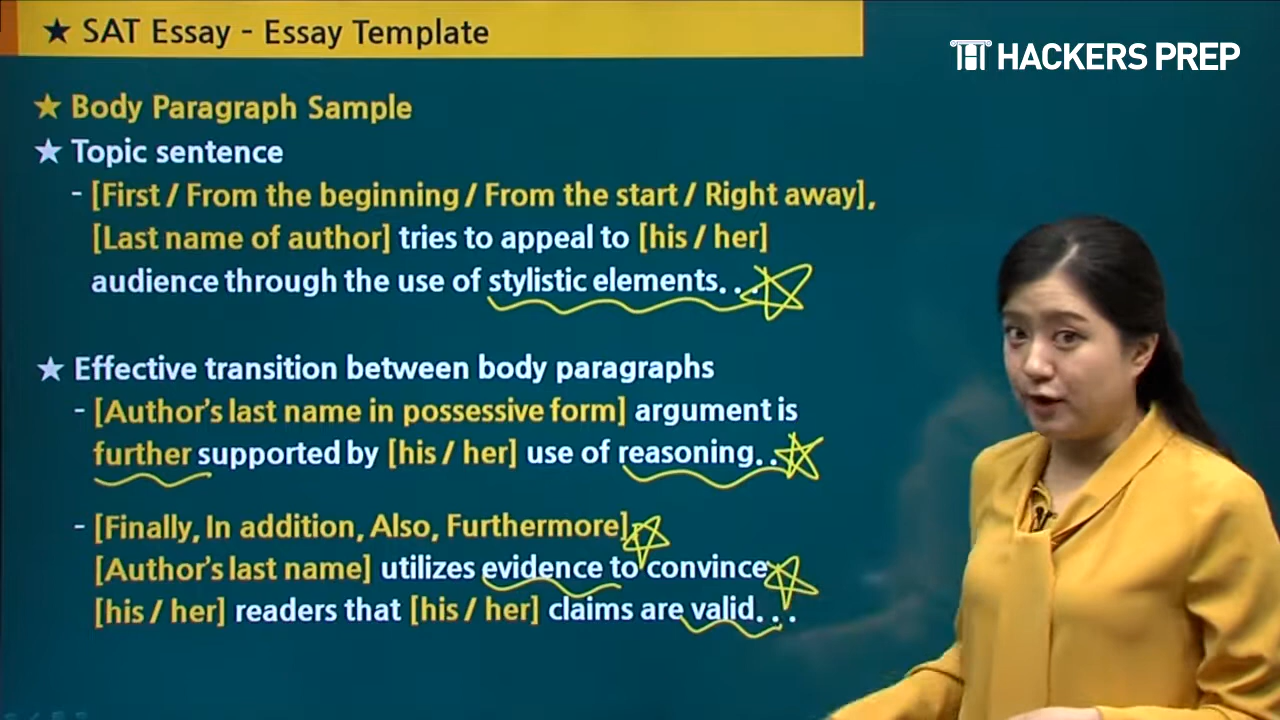 ★ SAT Essay - Essay Template
HACKERS PREP
★ Body Paragraph Sample
★ Topic sentence
- [First / From the beginning / From the start / Right away],
[Last name of author] tries to appeal to [his / her]
audience through the use of stylistic elements. . .
★ Effective transition between body paragraphs
- [Author's last name in possessive form] argument is
further supported by [his / her] use of reasoning. . .
- [Finally, In addition, Also, Furthermore],
[Author's last name] utilizes evidence to convince
[his / her] readers that [his / her] claims are valid. . .